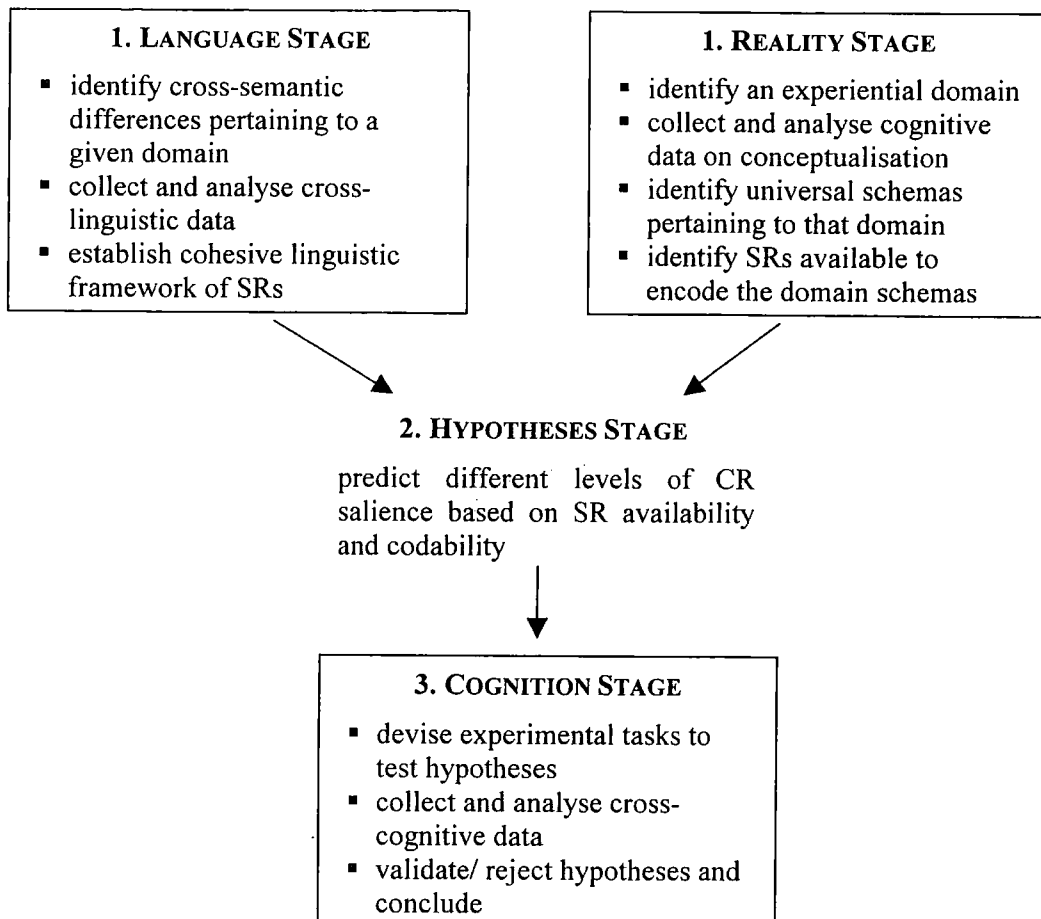 1. LANGUAGE STAGE
▪ identify cross-semantic
differences pertaining to a
given domain
▪ collect and analyse cross-
linguistic data
▪ establish cohesive linguistic
framework of SRs
1. REALITY STAGE
▪ identify an experiential domain
▪ collect and analyse cognitive
data on conceptualisation
▪ identify universal schemas
pertaining to that domain
▪ identify SRs available to
encode the domain schemas
2. HYPOTHESES STAGE
predict different levels of CR
salience based on SR availability
and codability
3. COGNITION STAGE
▪ devise experimental tasks to
test hypotheses
▪ collect and analyse cross-
cognitive data
▪ validate/ reject hypotheses and
conclude